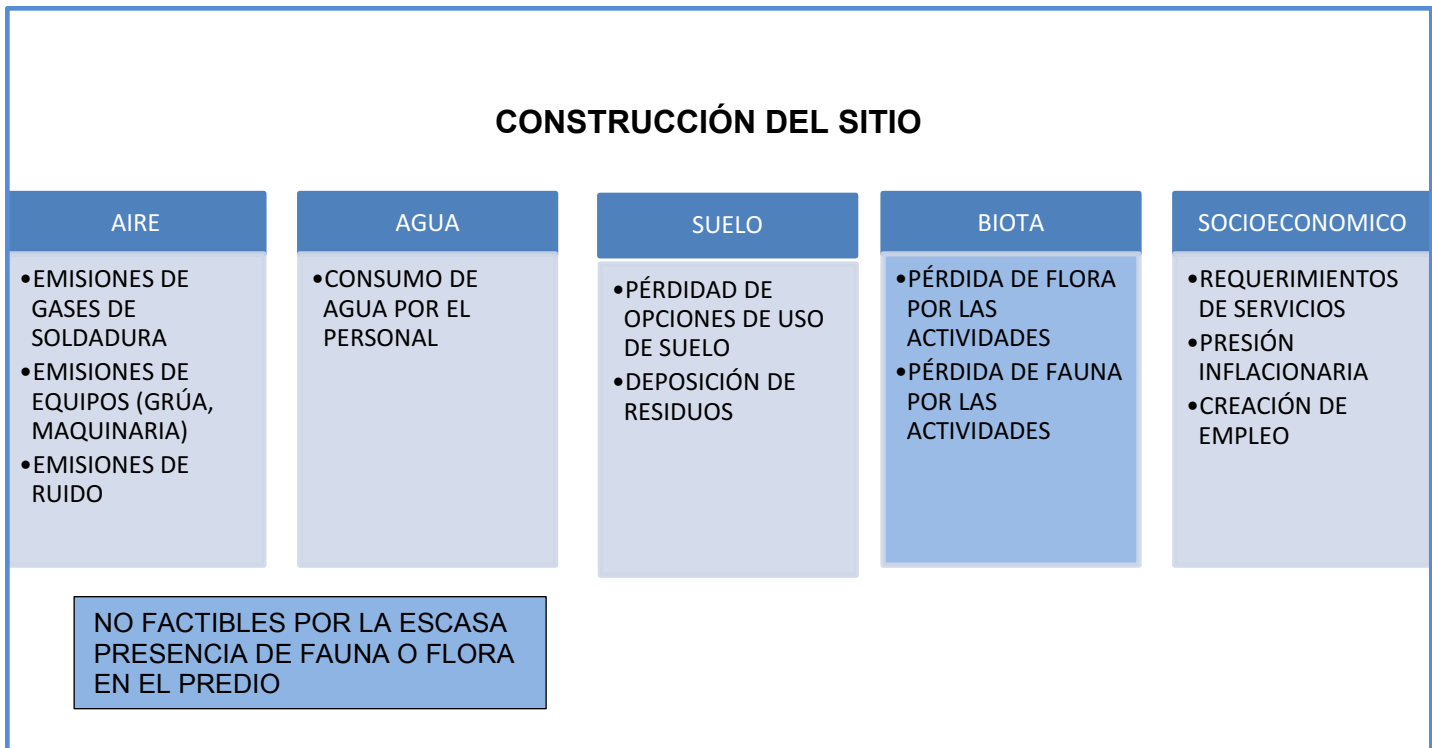 CONSTRUCCIÓN DEL SITIO
AIRE
•EMISIONES DE
GASES DE
SOLDADURA
•EMISIONES DE
EQUIPOS (GRÚA,
MAQUINARIA)
•EMISIONES DE
RUIDO
AGUA
•CONSUMO DE
AGUA POR EL
PERSONAL
SUELO
•PÉRDIDAD DE
OPCIONES DE USO
DE SUELO
•DEPOSICIÓN DE
RESIDUOS
BIOTA
•PÉRDIDA DE FLORA
POR LAS
ACTIVIDADES
•PÉRDIDA DE FAUNA
POR LAS
ACTIVIDADES
SOCIOECONOMICO
•REQUERIMIENTOS
DE SERVICIOS
•PRESIÓN
INFLACIONARIA
•CREACIÓN DE
EMPLEO
NO FACTIBLES POR LA ESCASA
PRESENCIA DE FAUNA O FLORA
EN EL PREDIO